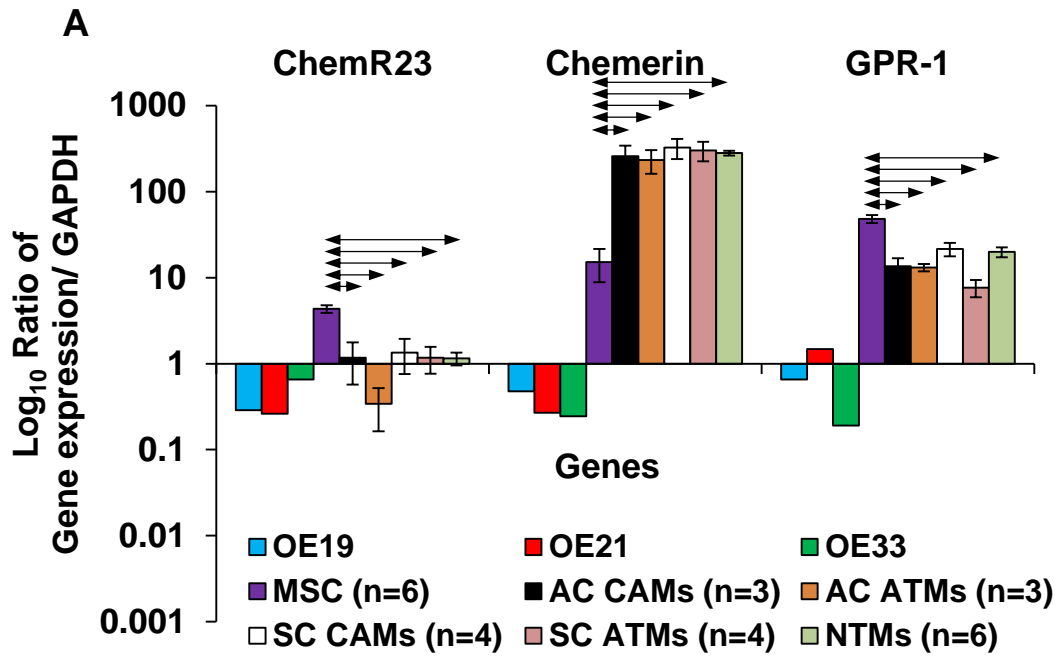 A
ChemR23 Chemerin GPR-1
Log10 Ratio of
Gene expression/ GAPDH
1000
100
10
1
0.1
0.01
0.001
Genes
OE19 OE21 OE33
MSC (n=6) AC CAMs (n=3) AC ATMs (n=3)
SC CAMs (n=4) SC ATMs (n=4) NTMs (n=6)